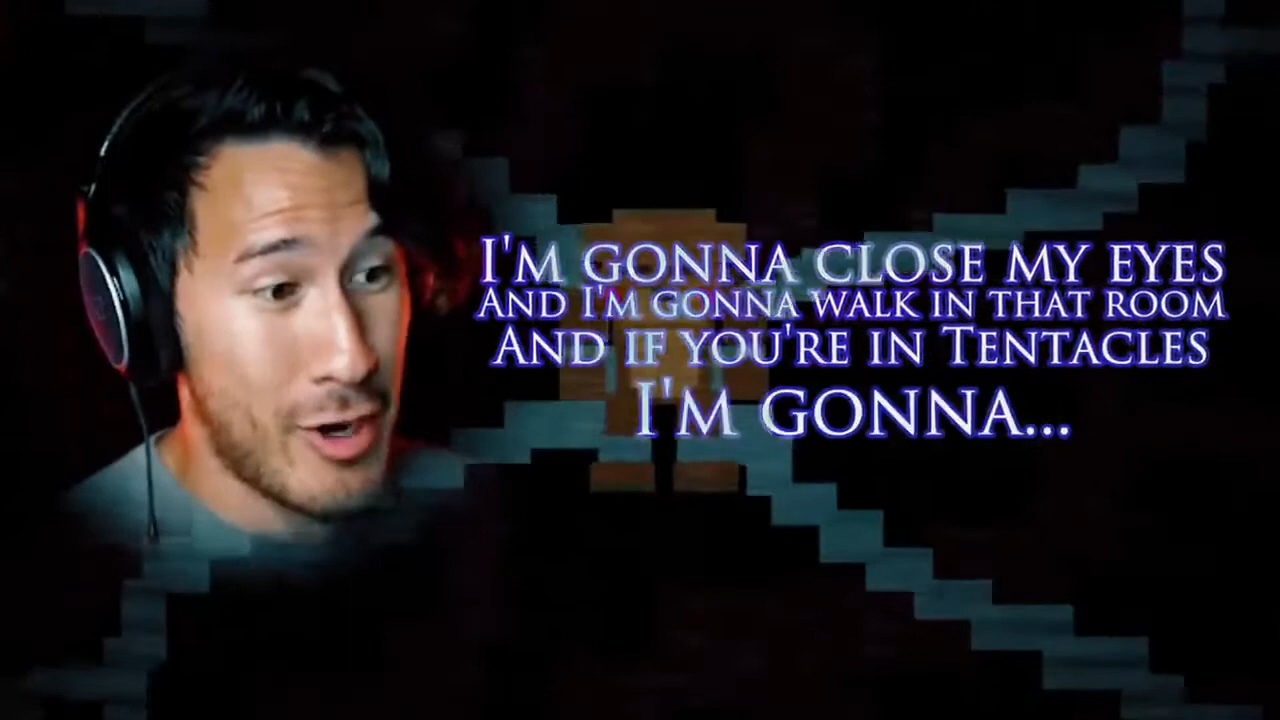 I'M GONNA CLOSE MY EYES
AND I'M GONNA WALK IN THAT ROOM
AND IF YOU'RE IN TENTACLES
I'M GONNA...